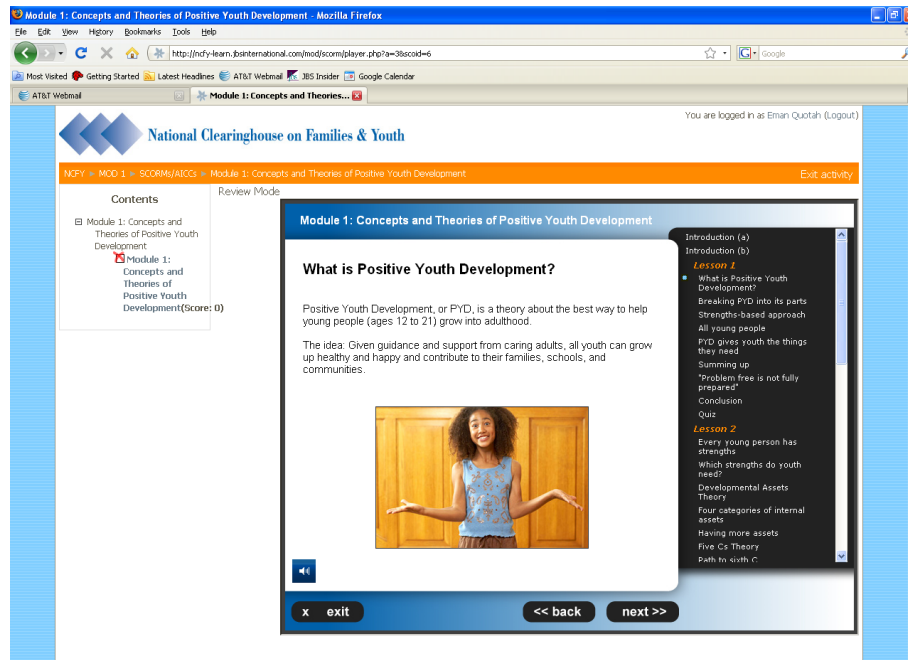 Module 1: Concepts and Theories of Positive Youth Development - Mozilla Firefox
File Edit View History Bookmarks Tools Help
http://ncfy-learn.jbsinternational.com/mod/scorm/player.php?a=3&scoid=6
G Google
Most Visited Getting Started Latest Headlines AT&T Webmail JBS Insider Google Calendar
AT&T Webmail
Module 1: Concepts and Theories...
You are logged in as Eman Quotah (Logout)
National Clearinghouse on Families & Youth
NCFY MOD 1 SCORMs/AICCs Module 1: Concepts and Theories of Positive Youth Development
Exit activity
Contents
Module 1: Concepts and
Theories of Positive Youth
Development
Module 1:
Concepts and
Theories of
Positive Youth
Development(Score: 0)
Review Mode
Module 1: Concepts and Theories of Positive Youth Development
What is Positive Youth Development?
Positive Youth Development, or PYD, is a theory about the best way to help
young people (ages 12 to 21) grow into adulthood.
The idea: Given guidance and support from caring adults, all youth can grow
up healthy and happy and contribute to their families, schools, and
communities.
Introduction (a)
Introduction (b)
Lesson 1
What is Positive Youth
Development?
Breaking PYD into its parts
Strengths-based approach
All young people
PYD gives youth the things
they need
Summing up
"Problem free is not fully
prepared"
Conclusion
Quiz
Lesson 2
Every young person has
strengths
Which strengths do youth
need?
Developmental Assets
Theory
Four categories of internal
assets
Having more assets
Five Cs Theory
Path to sixth C
x exit
<< back
next >>